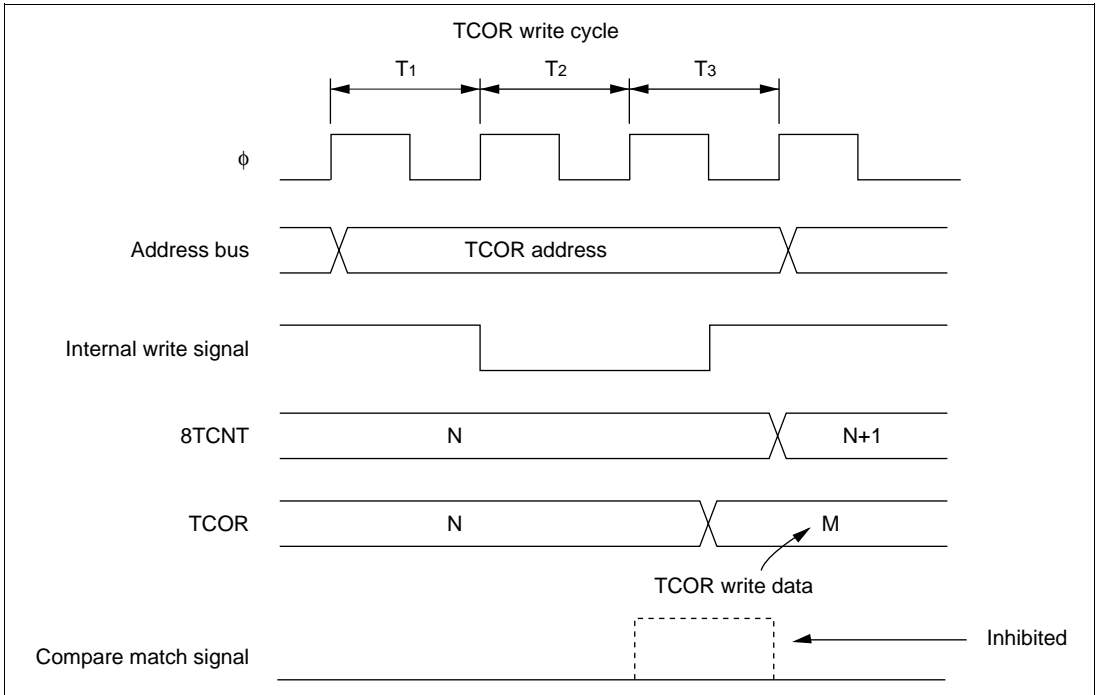 TCOR write cycle
T1 T2 T3
φ
Address bus TCOR address
Internal write signal
8TCNT N N+1
TCOR N M
TCOR write data
Compare match signal Inhibited